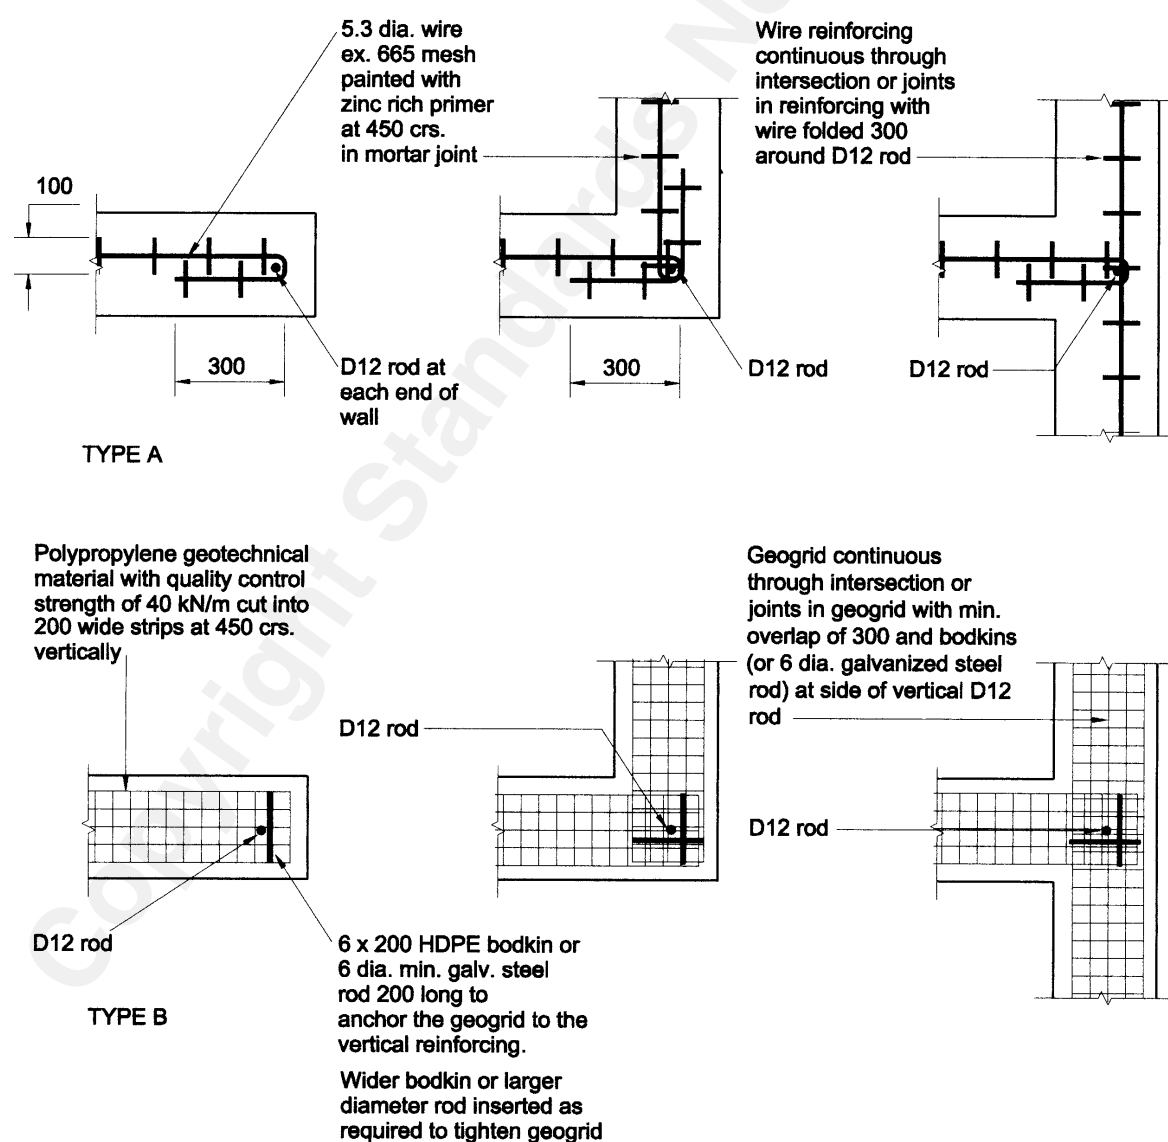 5.3 dia. wire
ex. 665 mesh
painted with
zinc rich primer
at 450 crs.
in mortar joint
Wire reinforcing
continuous through
intersection or joints
in reinforcing with
wire folded 300
around D12 rod
100
300
D12 rod at
each end of
wall
300
D12 rod
D12 rod
TYPE A
Polypropylene geotechnical
material with quality control
strength of 40 kN/m cut into
200 wide strips at 450 crs.
vertically
Geogrid continuous
through intersection or
joints in geogrid with min.
overlap of 300 and bodkins
(or 6 dia. galvanized steel
rod) at side of vertical D12
rod
D12 rod
D12 rod
D12 rod
6 x 200 HDPE bodkin or
6 dia. min. galv. steel
rod 200 long to
anchor the geogrid to the
vertical reinforcing.
Wider bodkin or larger
diameter rod inserted as
required to tighten geogrid
TYPE B
Copyright Standards